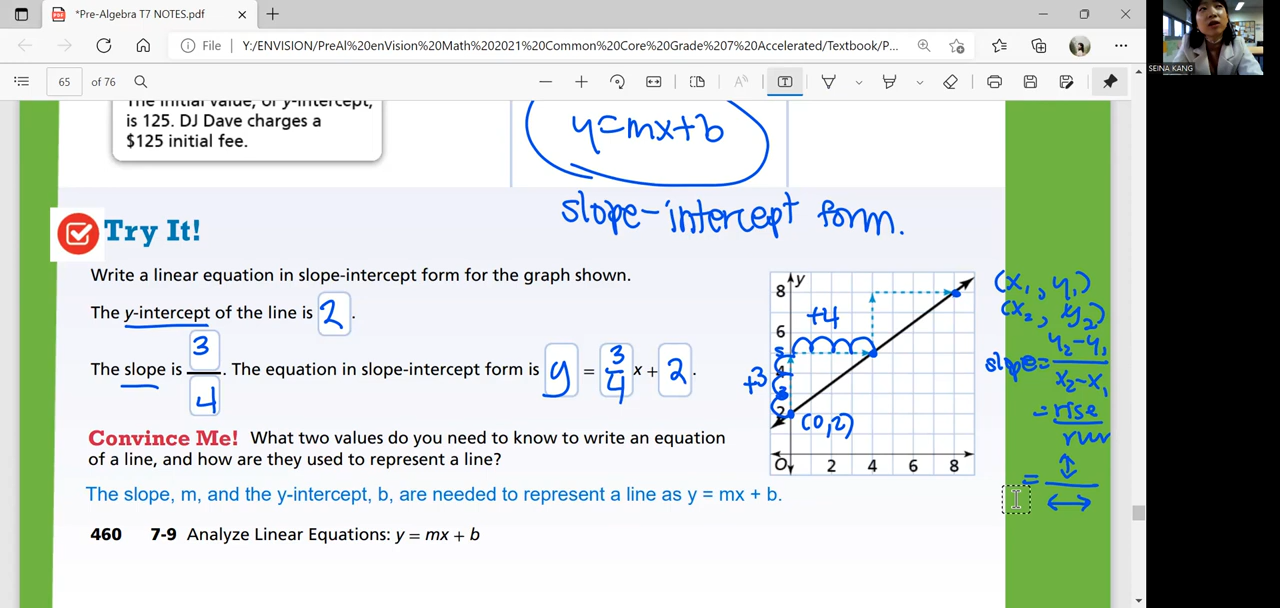 *Pre-Algebra T7 NOTES.pdf
File
Y:/ENVISION/PreAl%20enVision%20Math%202021%20Common%20Core%20Grade%207%20Accelerated/Textbook/P...
65 of 76
SEINA KANG
The initial value, or y-intercept,
is 125. DJ Dave charges a
$125 initial fee.
y=mx+b
slope-intercept form.
Try It!
Write a linear equation in slope-intercept form for the graph shown.
The y-intercept of the line is 2.
The slope is 3/4. The equation in slope-intercept form is y = 3/4 x + 2.
Convince Me! What two values do you need to know to write an equation
of a line, and how are they used to represent a line?
The slope, m, and the y-intercept, b, are needed to represent a line as y = mx + b.
460 7-9 Analyze Linear Equations: y = mx + b
y
8
6
5
4
3
2
O 2 4 6 8
+4
+3
(0,2)
(x₁, y₁)
(x₂, y₂)
slope = y₂-y₁ / x₂-x₁
= rise / run
= ↕ / ↔